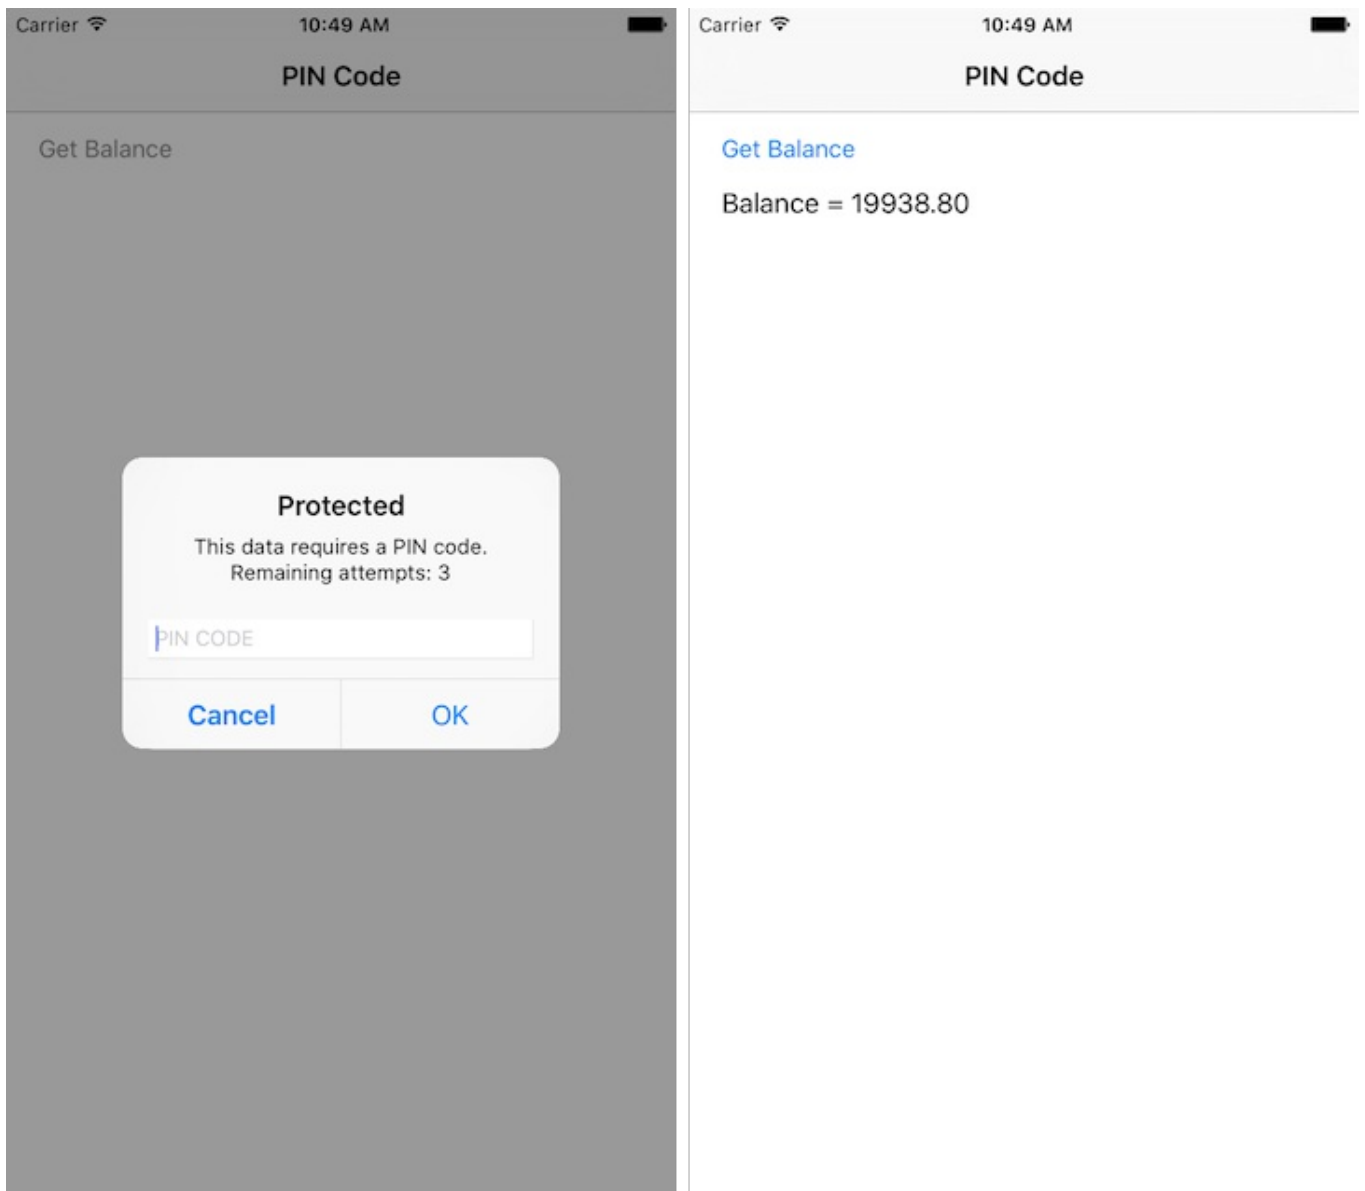 Carrier
10:49 AM
PIN Code
Get Balance
Protected
This data requires a PIN code.
Remaining attempts: 3
PIN CODE
Cancel
OK
Carrier
10:49 AM
PIN Code
Get Balance
Balance = 19938.80